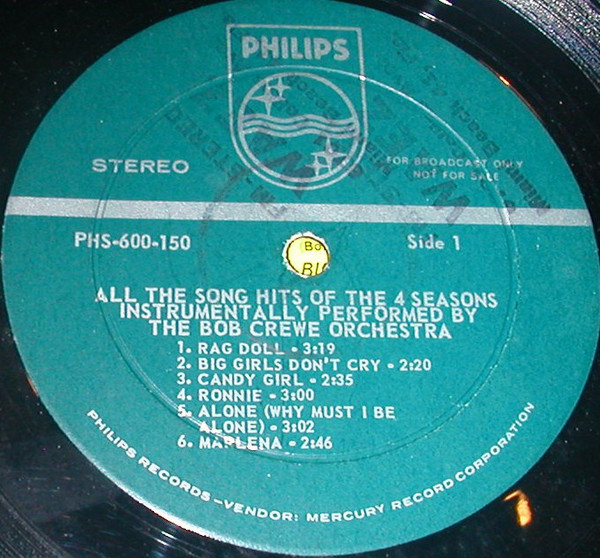 PHILIPS
STEREO
FOR BROADCAST ONLY
NOT FOR SALE
PHS-600-150
Side 1
ALL THE SONG HITS OF THE 4 SEASONS
INSTRUMENTALLY PERFORMED BY
THE BOB CREWE ORCHESTRA
1. RAG DOLL - 3:19
2. BIG GIRLS DON'T CRY - 2:20
3. CANDY GIRL - 2:35
4. RONNIE - 3:00
5. ALONE (WHY MUST I BE
ALONE) - 3:02
6. MARLENA - 2:46
PHILIPS RECORDS-VENDOR: MERCURY RECORD CORPORATION